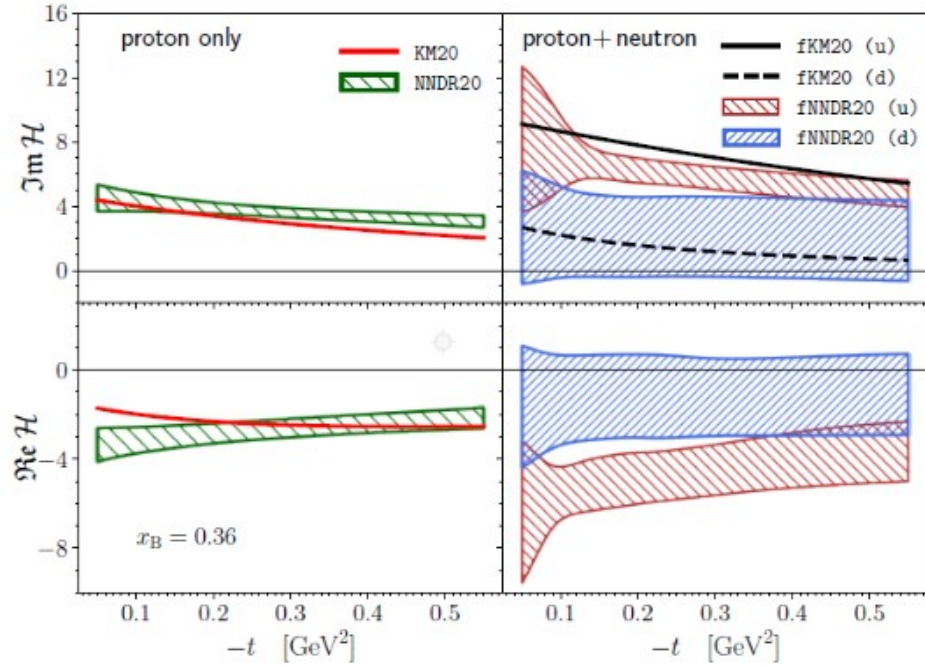 proton only
KM20
NNDR20
proton+neutron
fKM20 (u)
fKM20 (d)
fNNDR20 (u)
fNNDR20 (d)
16
12
8
4
0
ℑm ℋ
0
−4
−8
ℜe ℋ
x_B = 0.36
0.1 0.2 0.3 0.4 0.5
0.1 0.2 0.3 0.4 0.5
−t [GeV²]
−t [GeV²]